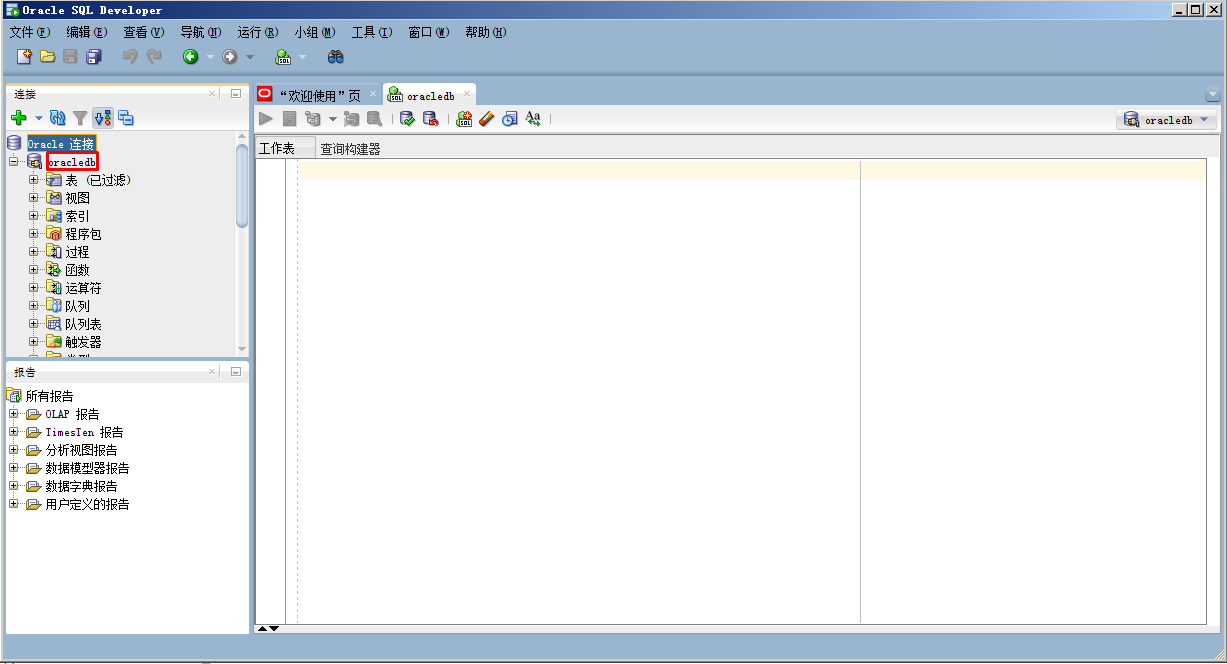 Oracle SQL Developer
文件(F) 编辑(E) 查看(V) 导航(N) 运行(R) 小组(M) 工具(T) 窗口(W) 帮助(H)
连接
Oracle 连接
oracledb
表 (已过滤)
视图
索引
程序包
过程
函数
运算符
队列
队列表
触发器
报告
所有报告
OLAP 报告
TimesTen 报告
分析视图报告
数据模型器报告
数据字典报告
用户定义的报告
“欢迎使用”页
oracledb
oracledb
工作表
查询构建器